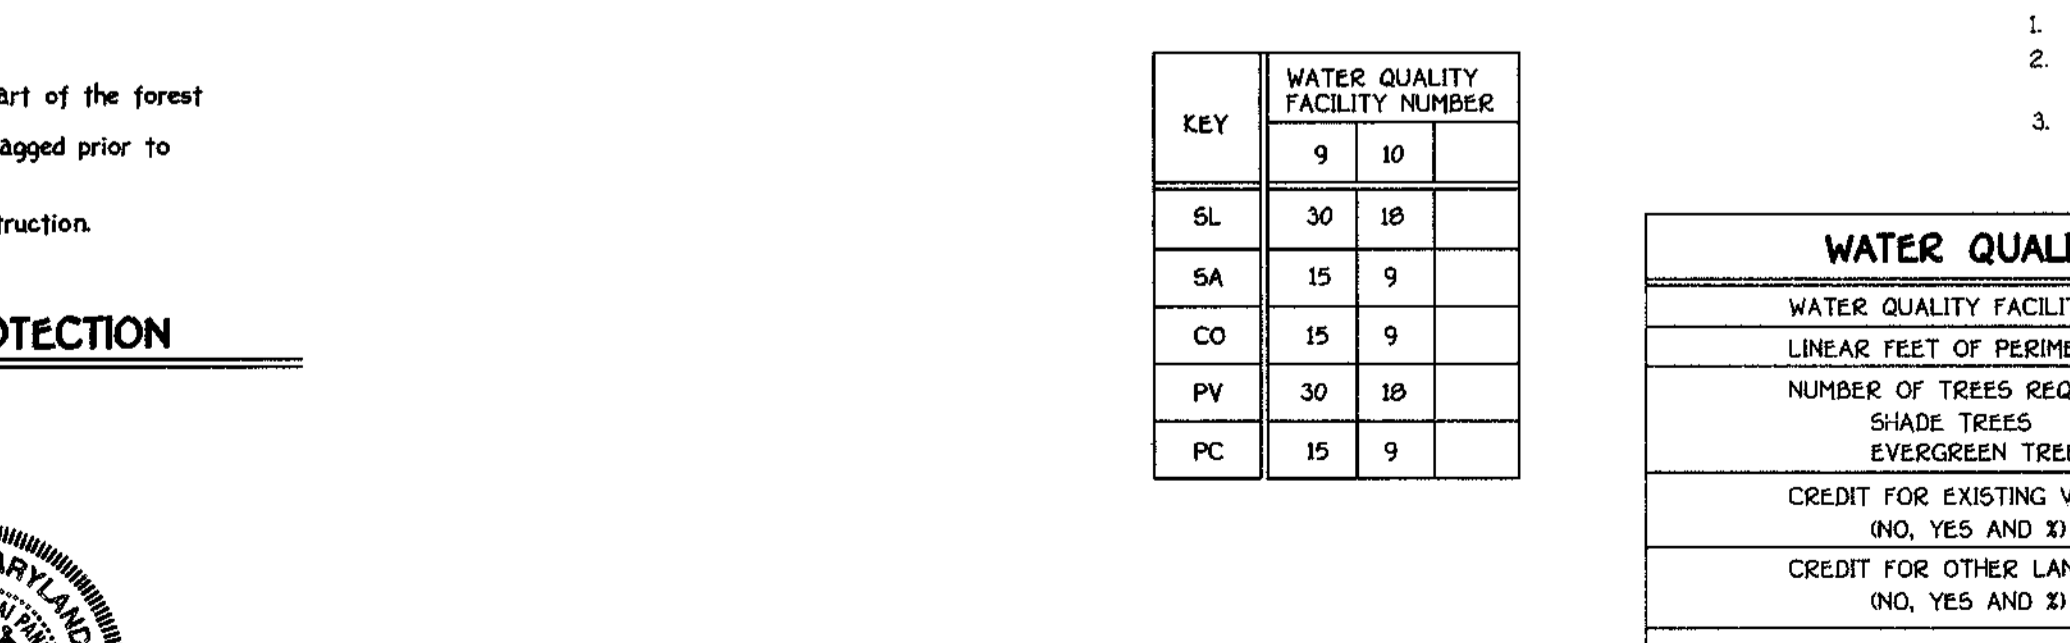 art of the forest
agged prior to
truction.
OTECTION
ARYLAND
KEY
WATER QUALITY
FACILITY NUMBER
9 10
SL 30 18
SA 15 9
CO 15 9
PV 30 18
PC 15 9
1.
2.
3.
WATER QUALI
WATER QUALITY FACILIT
LINEAR FEET OF PERIME
NUMBER OF TREES REQ
SHADE TREES
EVERGREEN TREE
CREDIT FOR EXISTING V
(NO, YES AND %)
CREDIT FOR OTHER LAN
(NO, YES AND %)